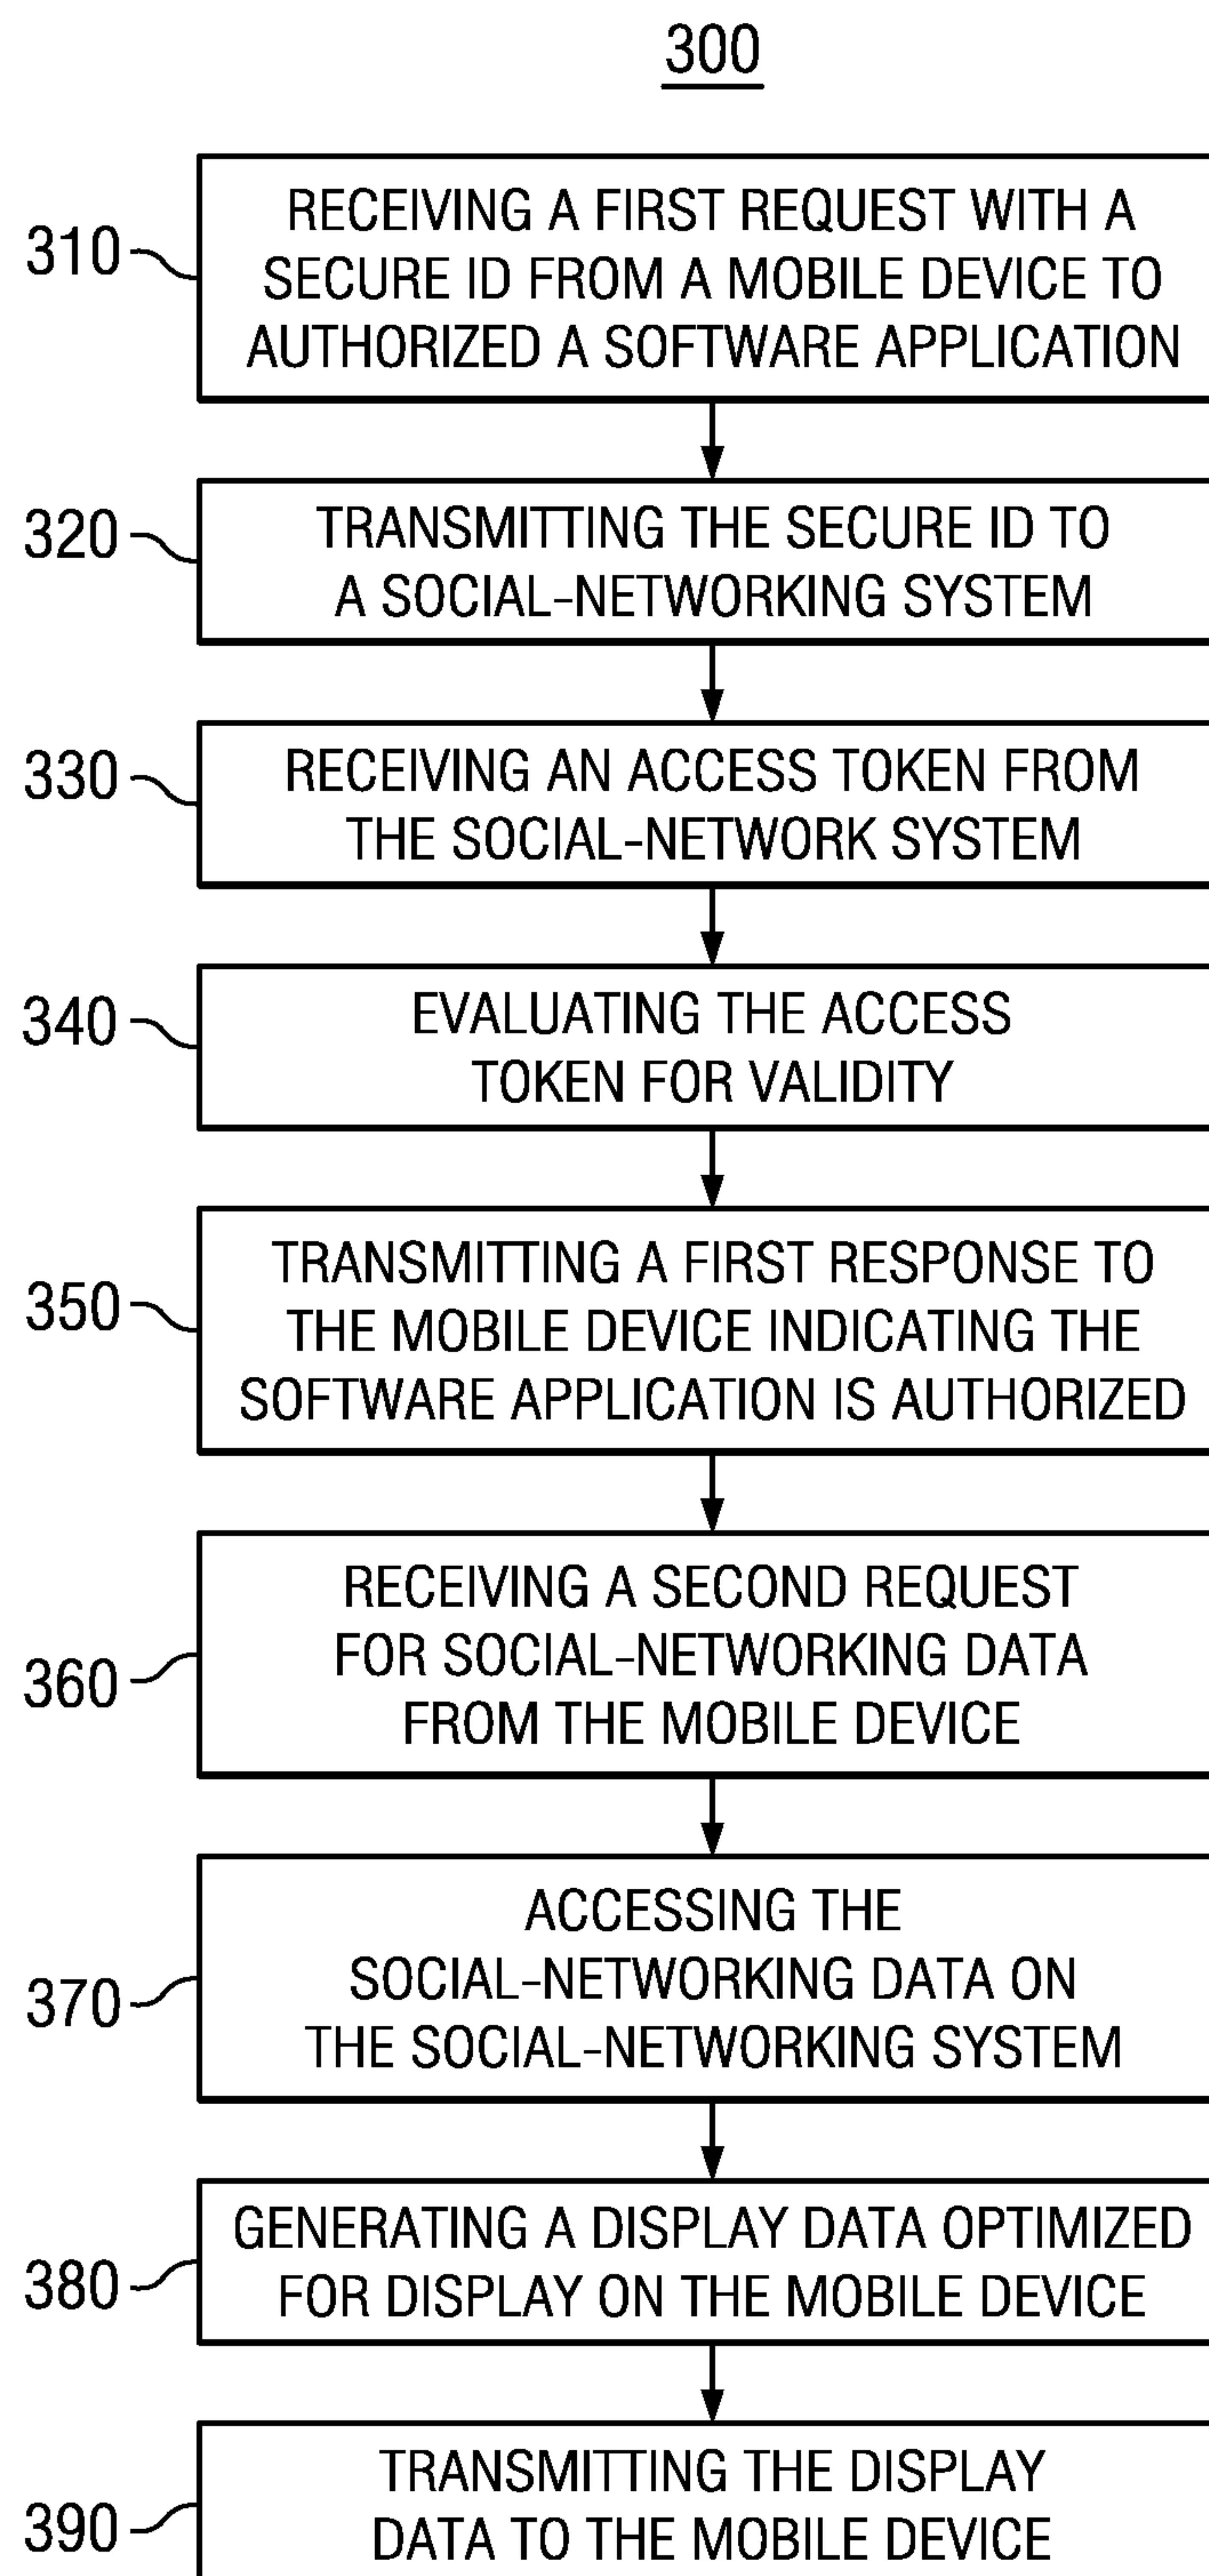 300
310
RECEIVING A FIRST REQUEST WITH A
SECURE ID FROM A MOBILE DEVICE TO
AUTHORIZED A SOFTWARE APPLICATION
320
TRANSMITTING THE SECURE ID TO
A SOCIAL-NETWORKING SYSTEM
330
RECEIVING AN ACCESS TOKEN FROM
THE SOCIAL-NETWORK SYSTEM
340
EVALUATING THE ACCESS
TOKEN FOR VALIDITY
350
TRANSMITTING A FIRST RESPONSE TO
THE MOBILE DEVICE INDICATING THE
SOFTWARE APPLICATION IS AUTHORIZED
360
RECEIVING A SECOND REQUEST
FOR SOCIAL-NETWORKING DATA
FROM THE MOBILE DEVICE
370
ACCESSING THE
SOCIAL-NETWORKING DATA ON
THE SOCIAL-NETWORKING SYSTEM
380
GENERATING A DISPLAY DATA OPTIMIZED
FOR DISPLAY ON THE MOBILE DEVICE
390
TRANSMITTING THE DISPLAY
DATA TO THE MOBILE DEVICE